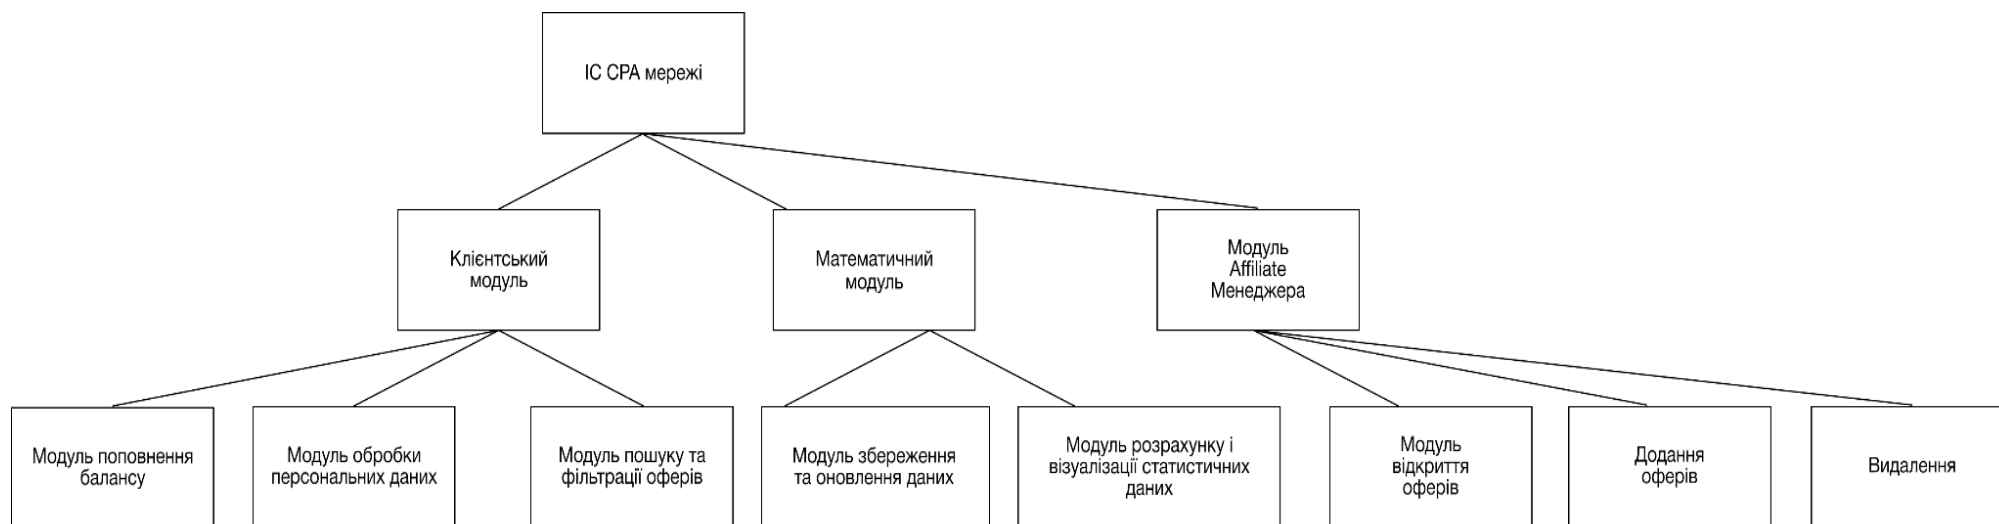 ІС СРА мережі
Клієнтський
модуль
Математичний
модуль
Модуль
Affiliate
Менеджера
Модуль поповнення
балансу
Модуль обробки
персональних даних
Модуль пошуку та
фільтрації оферів
Модуль збереження
та оновлення даних
Модуль розрахунку і
візуалізації статистичних
даних
Модуль
відкриття
оферів
Додання
оферів
Видалення